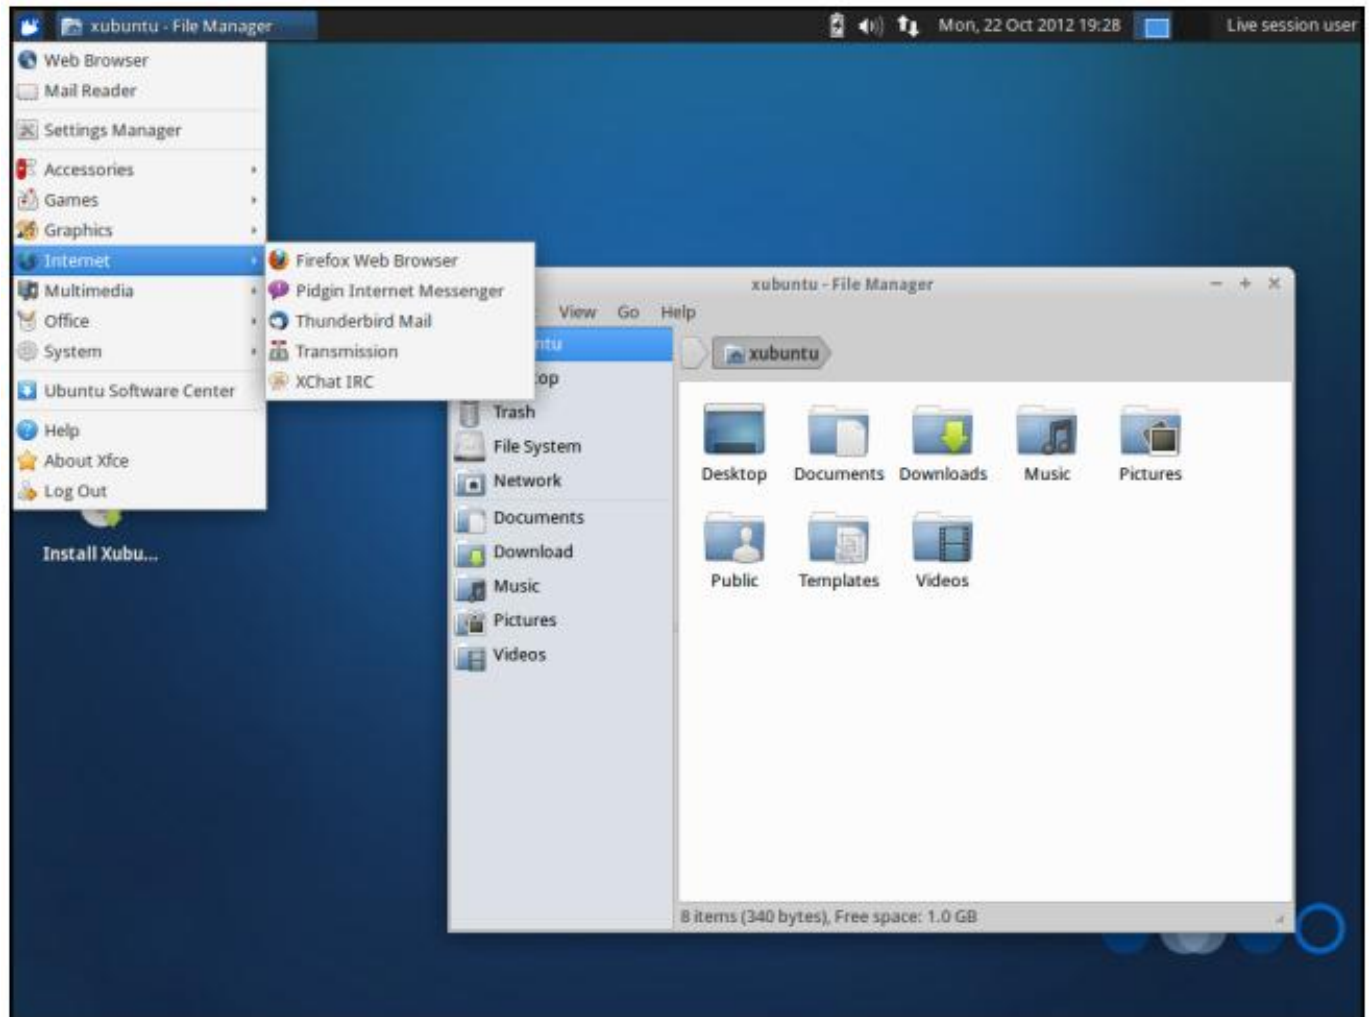 xubuntu - File Manager
Mon, 22 Oct 2012 19:28
Live session user
Web Browser
Mail Reader
Settings Manager
Accessories
Games
Graphics
Internet
Multimedia
Office
System
Ubuntu Software Center
Help
About Xfce
Log Out
Firefox Web Browser
Pidgin Internet Messenger
Thunderbird Mail
Transmission
XChat IRC
Install Xubu...
xubuntu - File Manager
View Go Help
ntu
op
Trash
File System
Network
Documents
Download
Music
Pictures
Videos
xubuntu
Desktop Documents Downloads Music Pictures
Public Templates Videos
8 items (340 bytes), Free space: 1.0 GB